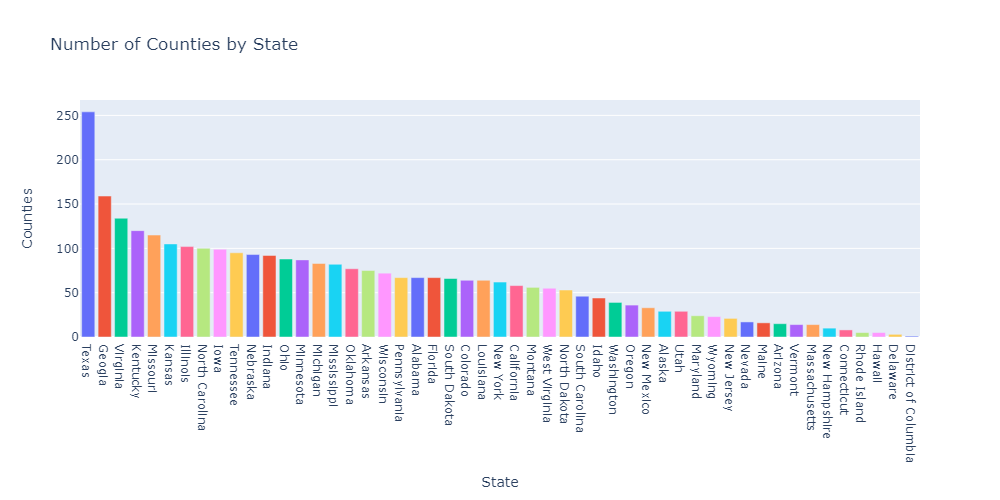 Number of Counties by State
Counties
250
200
150
100
50
0
Texas
Geogla
Virginia
Kentucky
Missouri
Kansas
Illinois
North Carolina
Iowa
Tennessee
Nebraska
Indiana
Ohio
Minnesota
Michigan
Mississippi
Oklahoma
Arkansas
Wisconsin
Pennsylvania
Alabama
Florida
South Dakota
Colorado
Louisiana
New York
California
Montana
West Virginia
North Dakota
South Carolina
Idaho
Washington
Oregon
New Mexico
Alaska
Utah
Maryland
Wyoming
New Jersey
Nevada
Maine
Arizona
Vermont
Massachusetts
New Hampshire
Connecticut
Rhode Island
Hawaii
Delaware
District of Columbia
State